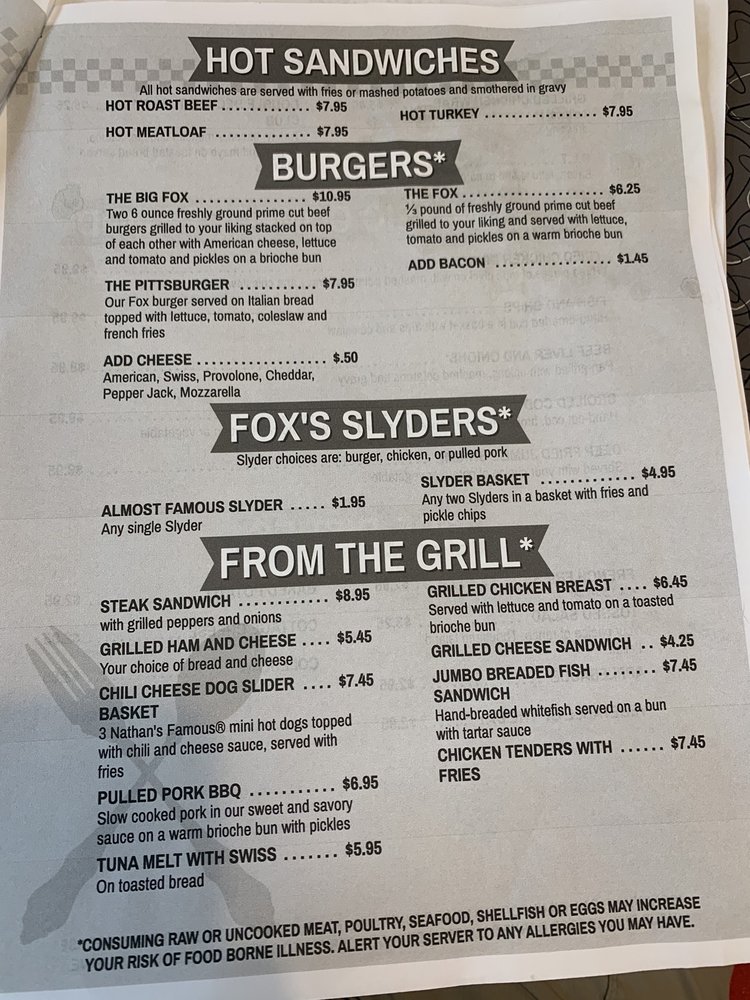 HOT SANDWICHES
All hot sandwiches are served with fries or mashed potatoes and smothered in gravy
HOT ROAST BEEF ............ $7.95
HOT MEATLOAF ............... $7.95
HOT TURKEY ................ $7.95
BURGERS*
THE BIG FOX ................ $10.95
Two 6 ounce freshly ground prime cut beef
burgers grilled to your liking stacked on top
of each other with American cheese, lettuce
and tomato and pickles on a brioche bun
THE PITTSBURGER ........... $7.95
Our Fox burger served on Italian bread
topped with lettuce, tomato, coleslaw and
french fries
ADD CHEESE .................. $.50
American, Swiss, Provolone, Cheddar,
Pepper Jack, Mozzarella
THE FOX ..................... $6.25
⅓ pound of freshly ground prime cut beef
grilled to your liking and served with lettuce,
tomato and pickles on a warm brioche bun
ADD BACON ................. $1.45
FOX'S SLYDERS*
Slyder choices are: burger, chicken, or pulled pork
ALMOST FAMOUS SLYDER ..... $1.95
Any single Slyder
SLYDER BASKET ............. $4.95
Any two Slyders in a basket with fries and
pickle chips
FROM THE GRILL*
STEAK SANDWICH ............ $8.95
with grilled peppers and onions
GRILLED HAM AND CHEESE .... $5.45
Your choice of bread and cheese
CHILI CHEESE DOG SLIDER .... $7.45
BASKET
3 Nathan's Famous® mini hot dogs topped
with chili and cheese sauce, served with
fries
PULLED PORK BBQ ........... $6.95
Slow cooked pork in our sweet and savory
sauce on a warm brioche bun with pickles
TUNA MELT WITH SWISS ....... $5.95
On toasted bread
GRILLED CHICKEN BREAST .... $6.45
Served with lettuce and tomato on a toasted
brioche bun
GRILLED CHEESE SANDWICH .. $4.25
JUMBO BREADED FISH ........ $7.45
SANDWICH
Hand-breaded whitefish served on a bun
with tartar sauce
CHICKEN TENDERS WITH ...... $7.45
FRIES
*CONSUMING RAW OR UNCOOKED MEAT, POULTRY, SEAFOOD, SHELLFISH OR EGGS MAY INCREASE
YOUR RISK OF FOOD BORNE ILLNESS. ALERT YOUR SERVER TO ANY ALLERGIES YOU MAY HAVE.